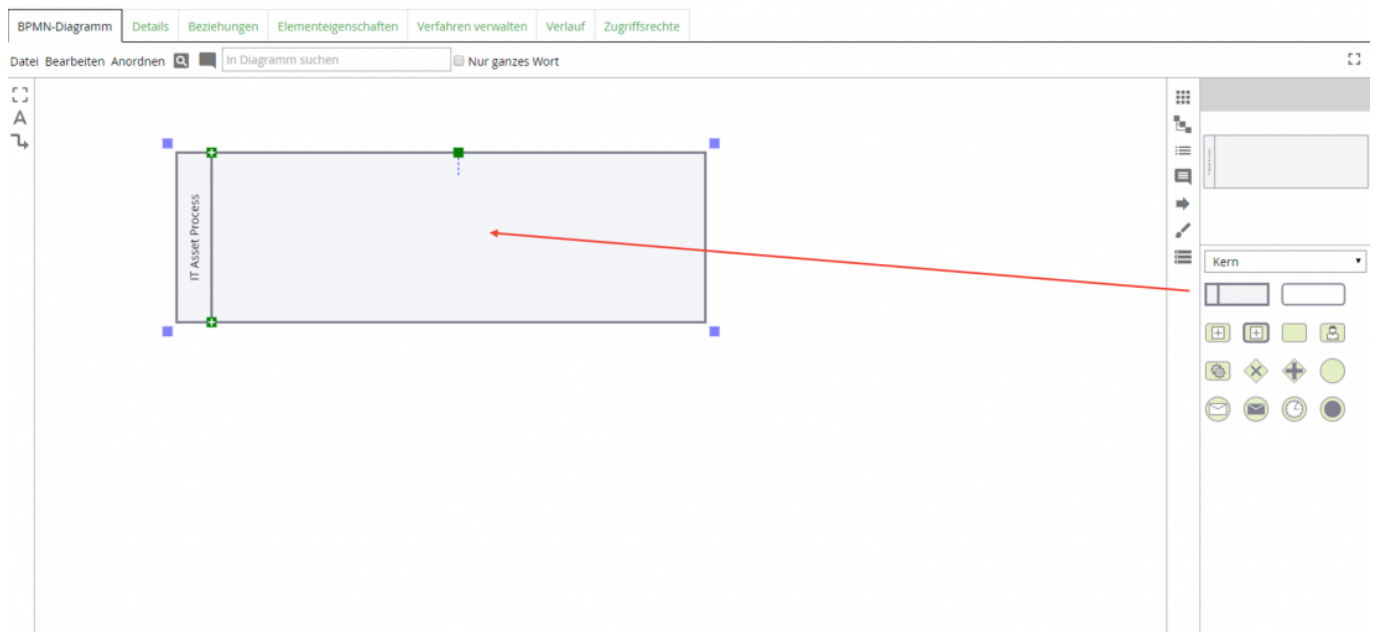 BPMN-Diagramm Details Beziehungen Elementeigenschaften Verfahren verwalten Verlauf Zugriffsrechte
Datei Bearbeiten Anordnen In Diagramm suchen Nur ganzes Wort
IT Asset Process
Kern